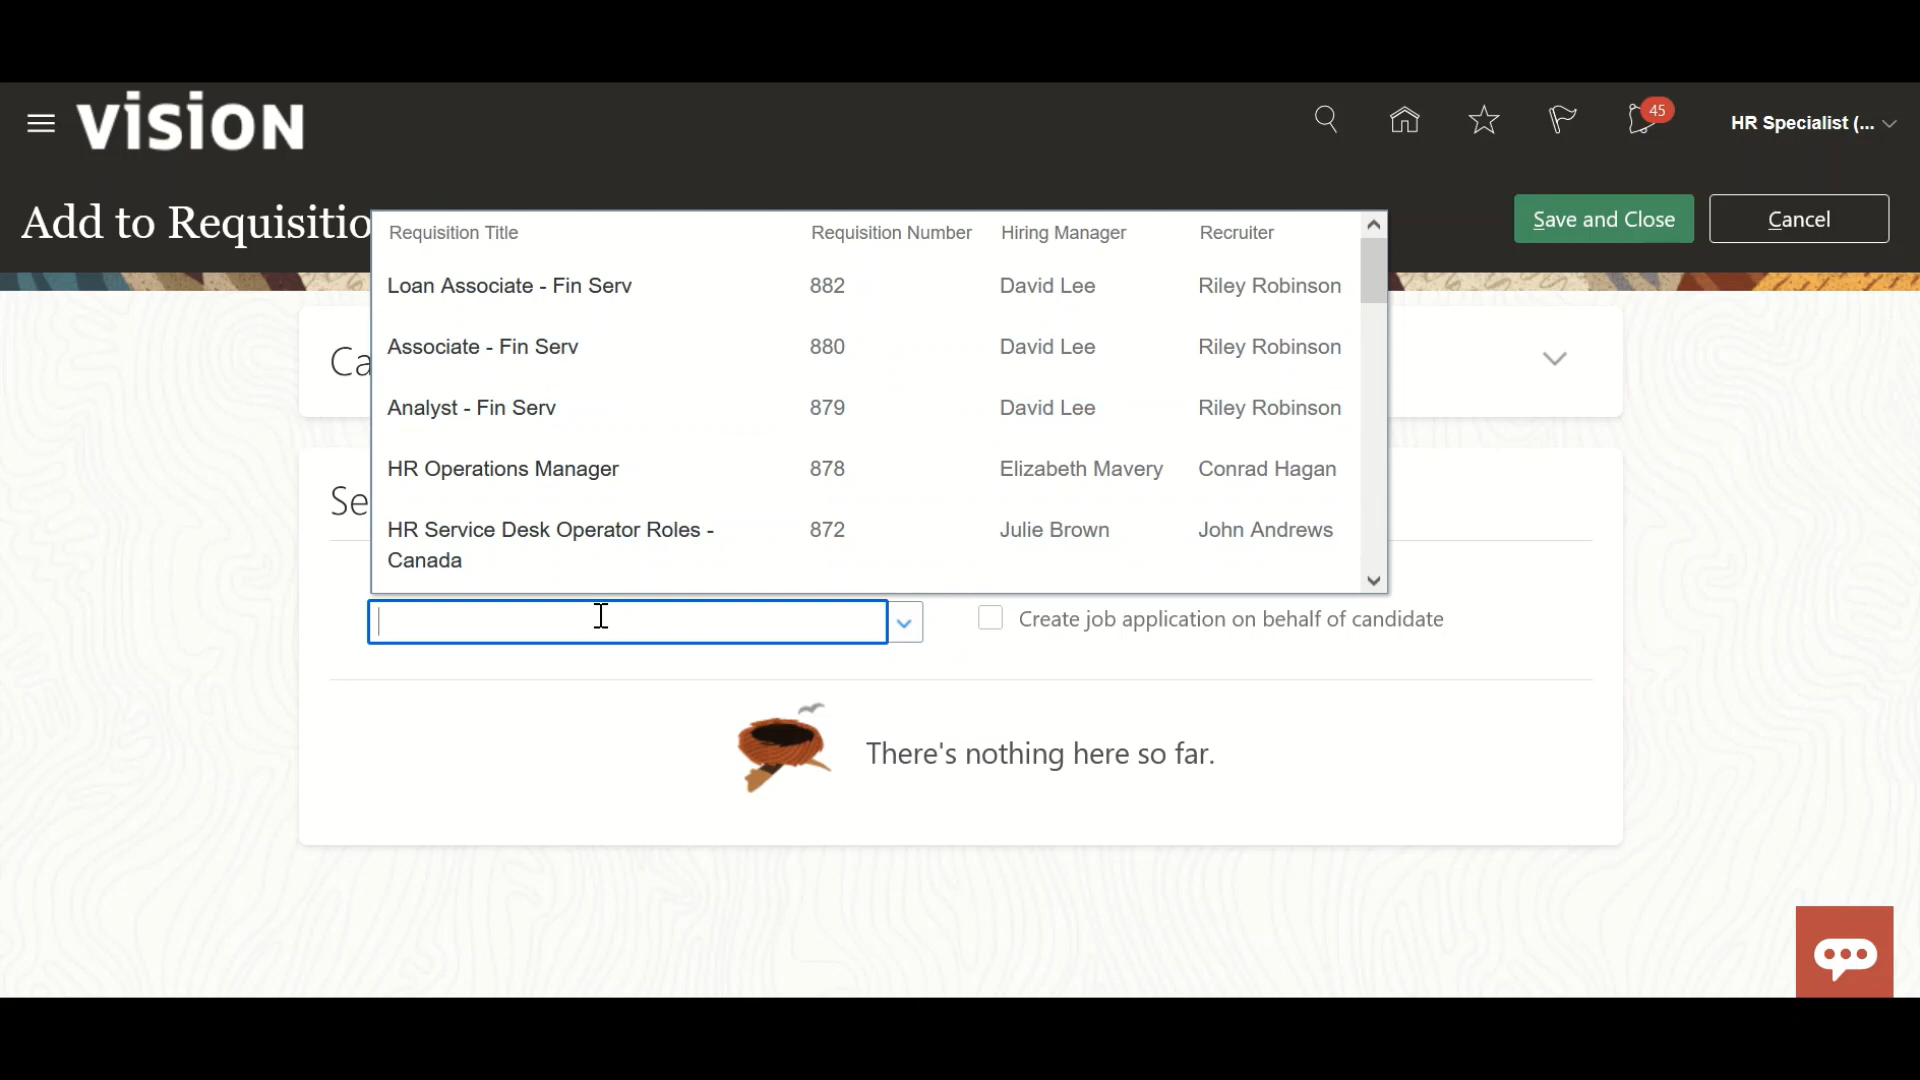 vision
45
HR Specialist (...
Add to Requisitio
Save and Close
Cancel
Requisition Title Requisition Number Hiring Manager Recruiter
Loan Associate - Fin Serv 882 David Lee Riley Robinson
Associate - Fin Serv 880 David Lee Riley Robinson
Ca
Analyst - Fin Serv 879 David Lee Riley Robinson
HR Operations Manager 878 Elizabeth Mavery Conrad Hagan
Se
HR Service Desk Operator Roles - 872 Julie Brown John Andrews
Canada
Create job application on behalf of candidate
There's nothing here so far.